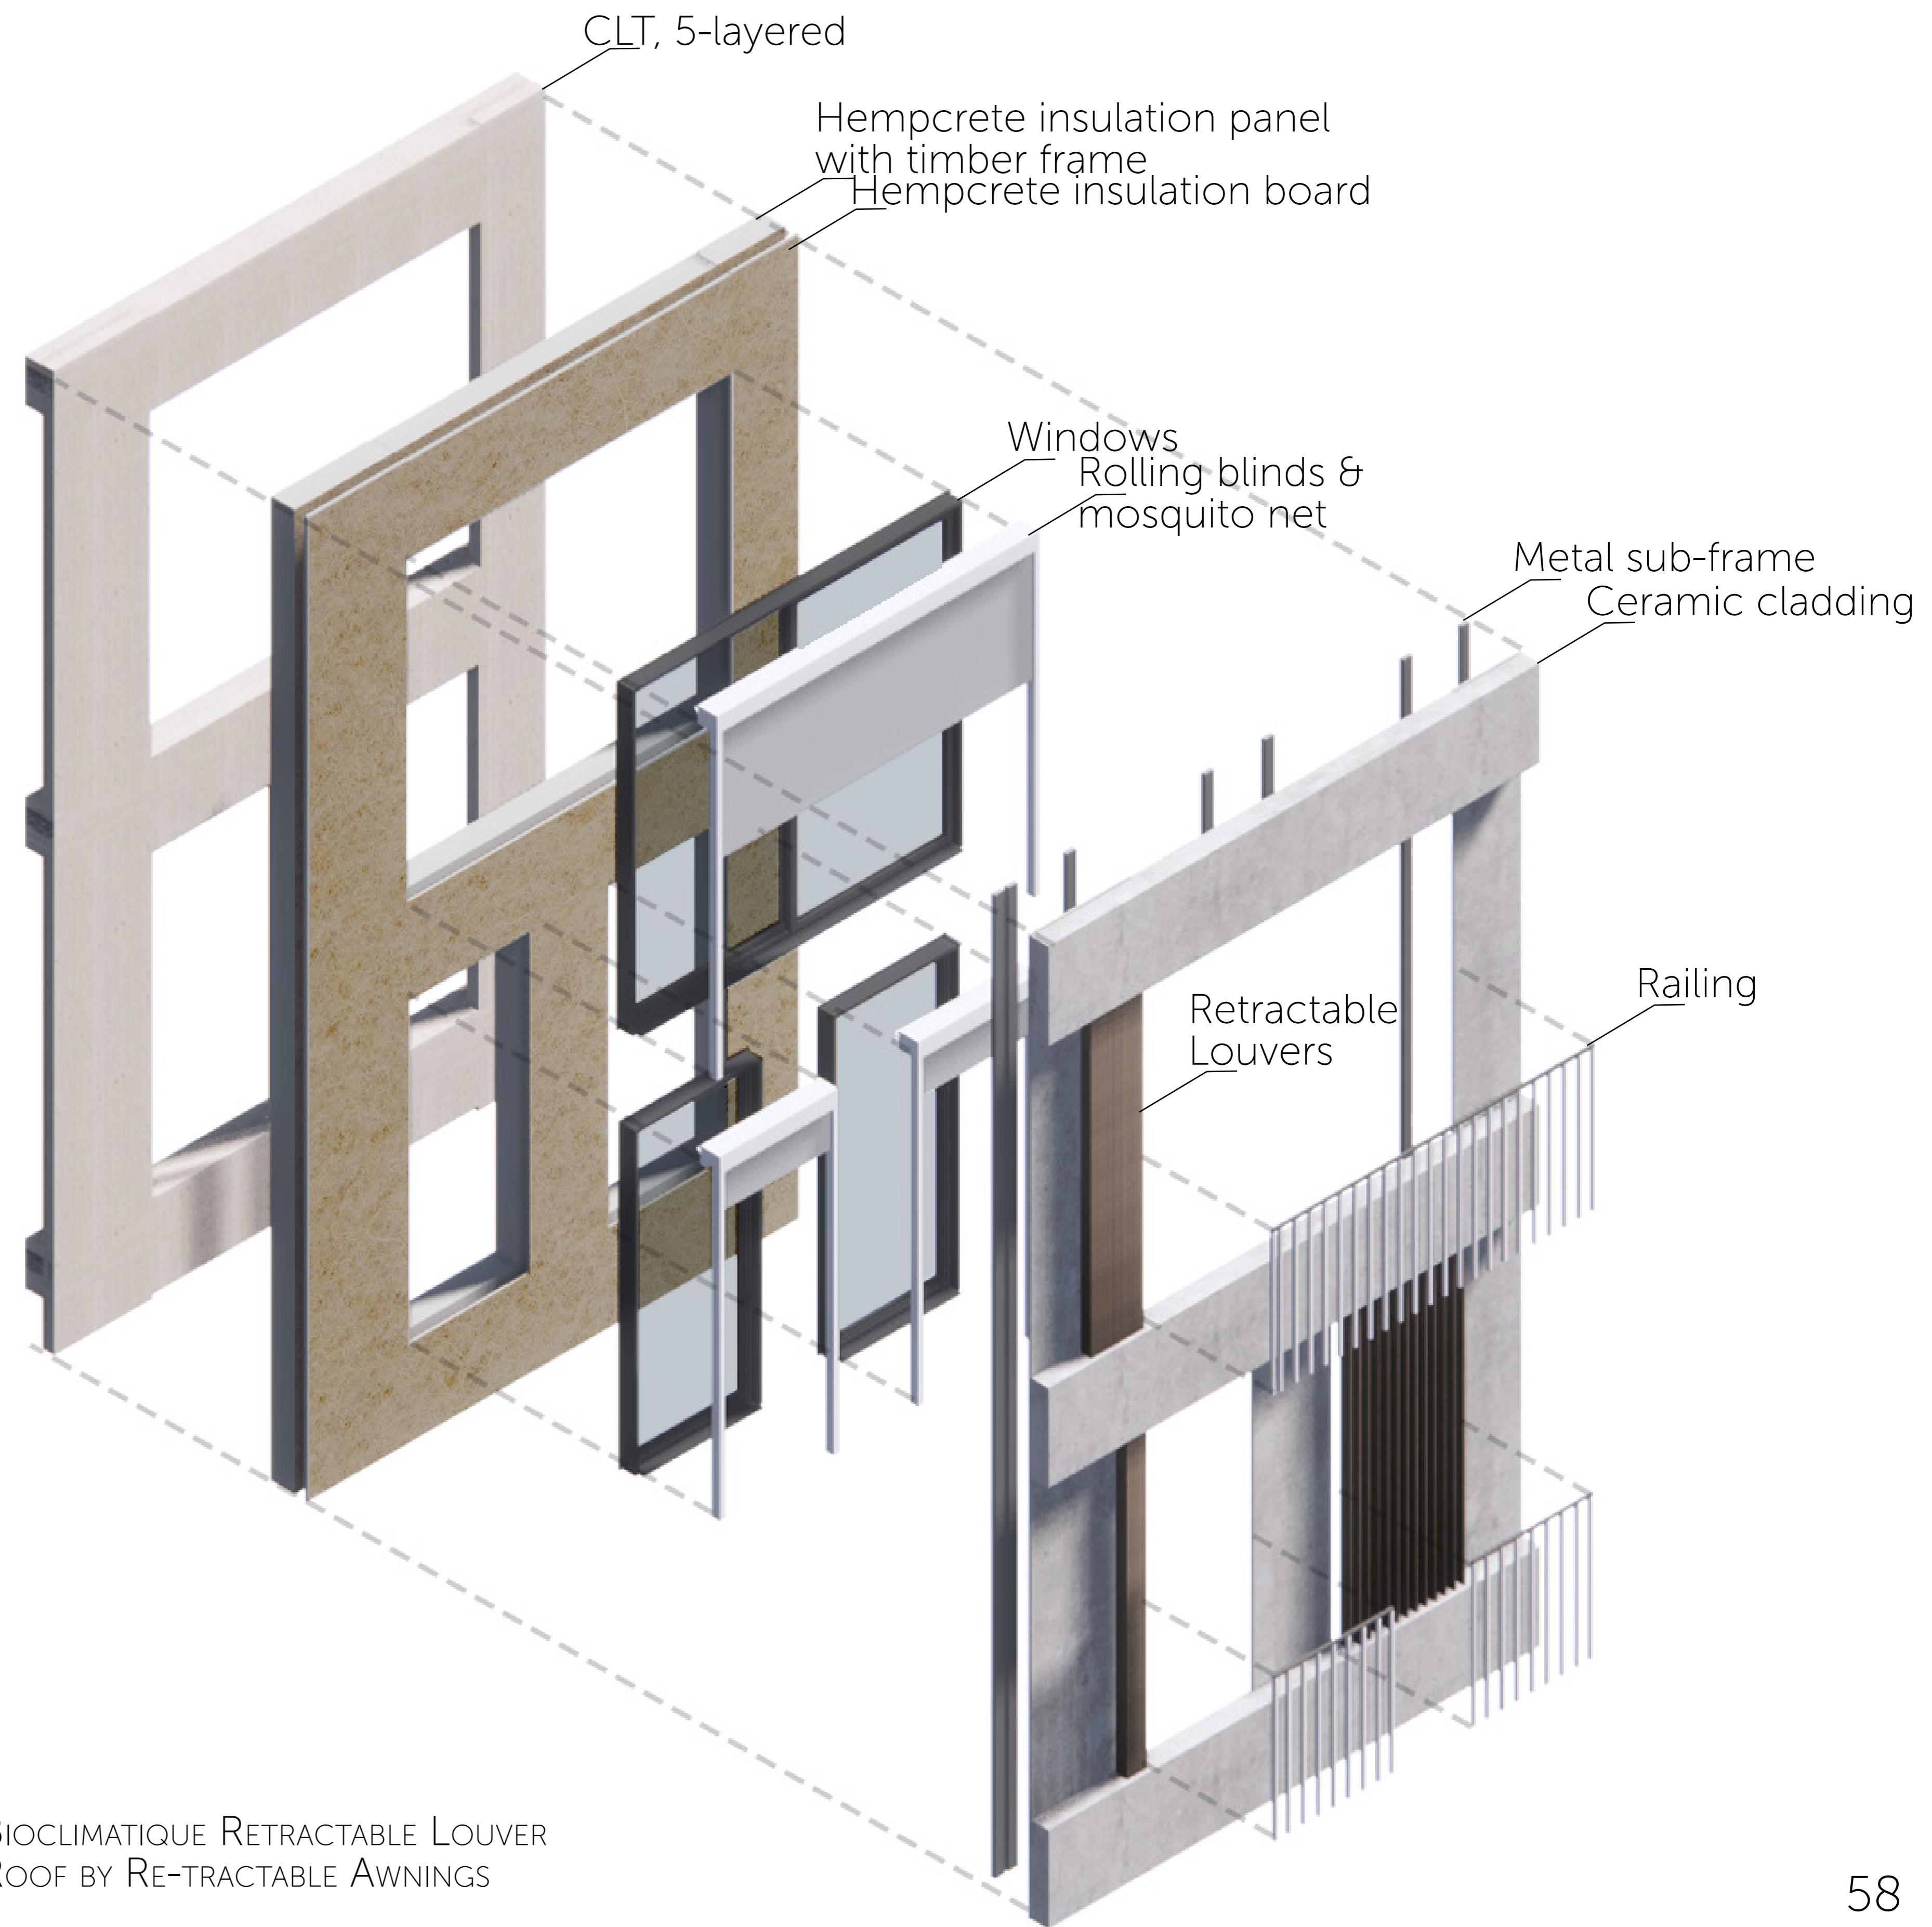 CLT, 5-layered
Hempcrete insulation panel
with timber frame
Hempcrete insulation board
Windows
Rolling blinds &
mosquito net
Metal sub-frame
Ceramic cladding
Railing
Retractable
Louvers
Bioclimatique Retractable Louver
Roof by Re-tractable Awnings
58